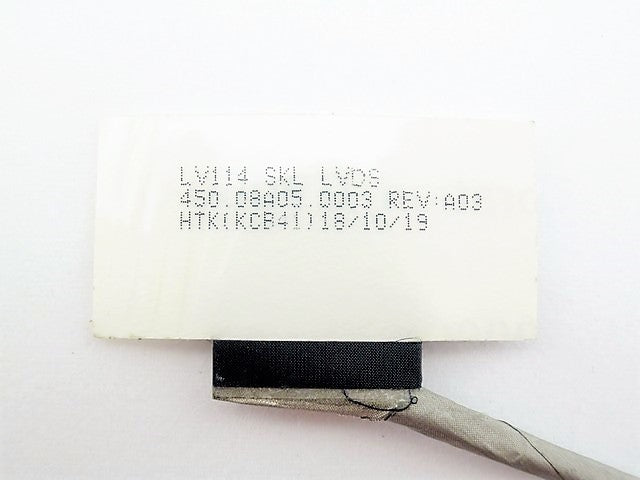 LV114 SKL LVDS
450.08A05.0003 REV:A03
HTK(KCB41)18/10/19